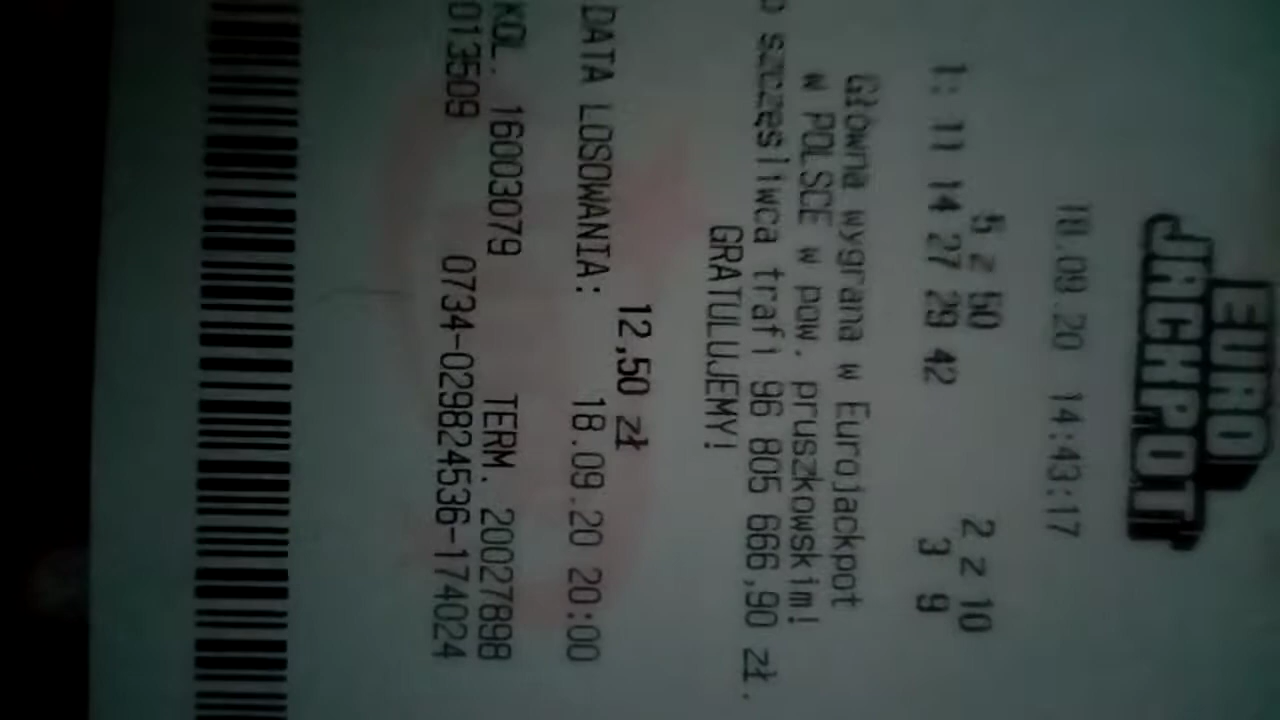 EURO
JACKPOT
18.09.20 14:43:17
5 z 50 2 z 10
1: 11 14 27 29 42 3 9
Główna wygrana w Eurojackpot
w POLSCE w pow. pruszkowskim!
szczęśliwca trafi 96 805 666,90 zł.
GRATULUJEMY!
12,50 zł
DATA LOSOWANIA: 18.09.20 20:00
KOL. 16003079 TERM. 20027898
013509 0734-029824536-174024